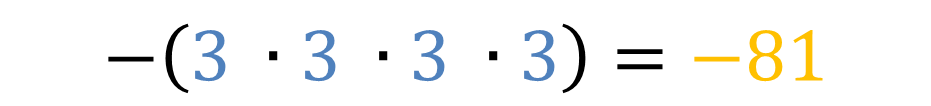 −(3 · 3 · 3 · 3) = −81